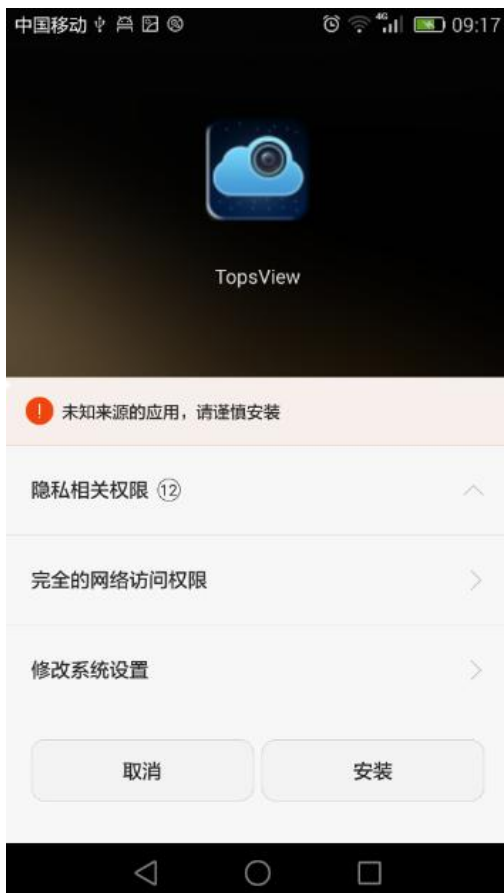 中国移动 4G 09:17
TopsView
未知来源的应用，请谨慎安装
隐私相关权限 12
完全的网络访问权限
修改系统设置
取消 安装